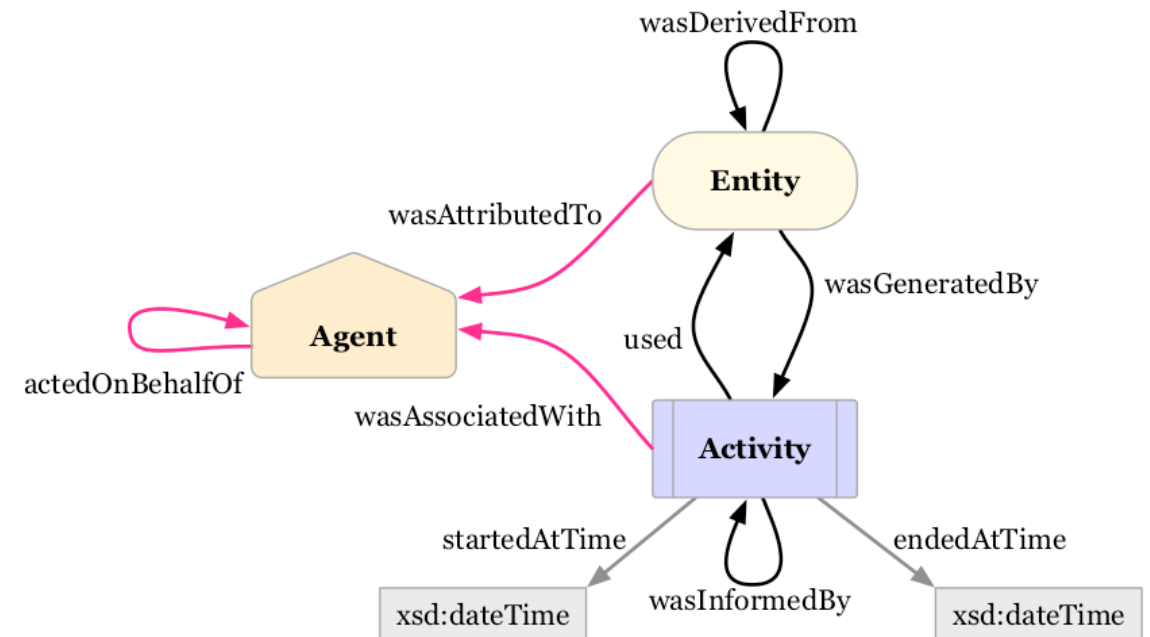 wasDerivedFrom
Entity
wasAttributedTo
wasGeneratedBy
used
Agent
actedOnBehalfOf
wasAssociatedWith
Activity
startedAtTime
endedAtTime
wasInformedBy
xsd:dateTime
xsd:dateTime